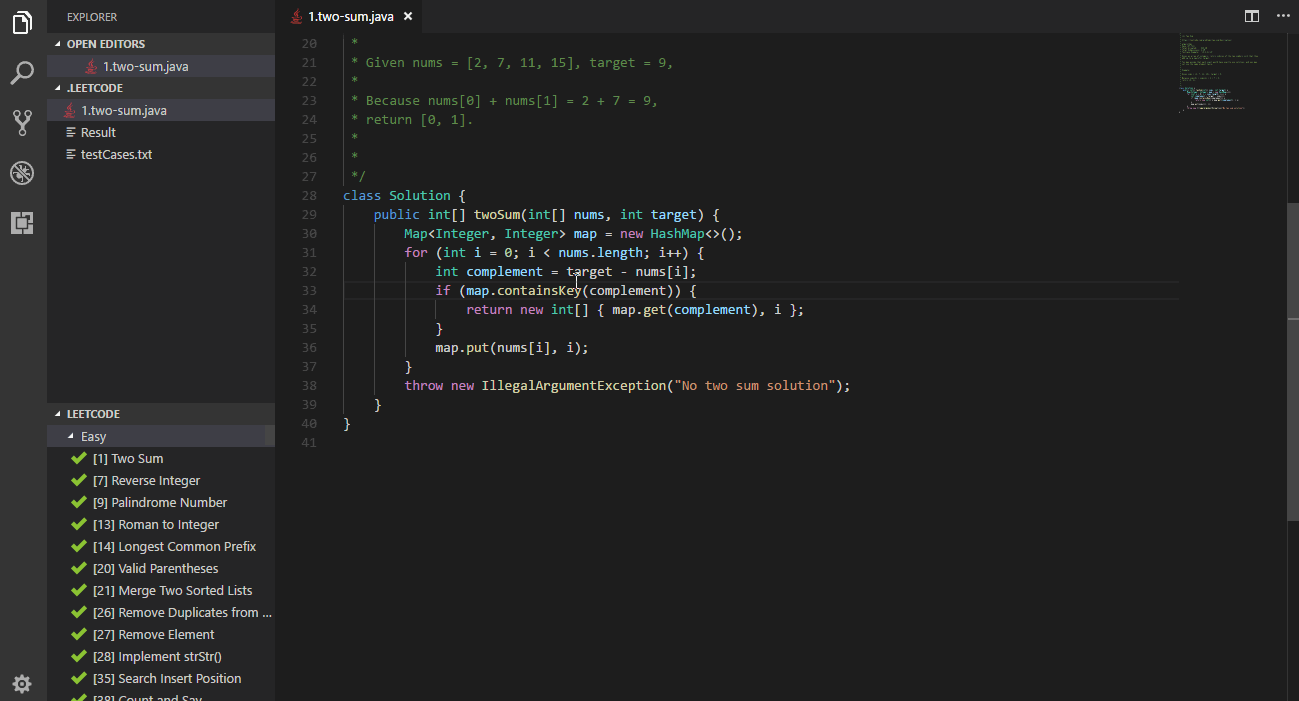 EXPLORER
OPEN EDITORS
1.two-sum.java
.LEETCODE
1.two-sum.java
Result
testCases.txt
LEETCODE
Easy
[1] Two Sum
[7] Reverse Integer
[9] Palindrome Number
[13] Roman to Integer
[14] Longest Common Prefix
[20] Valid Parentheses
[21] Merge Two Sorted Lists
[26] Remove Duplicates from ...
[27] Remove Element
[28] Implement strStr()
[35] Search Insert Position
[38] Count and Say
1.two-sum.java ×
20 *
21 * Given nums = [2, 7, 11, 15], target = 9,
22 *
23 * Because nums[0] + nums[1] = 2 + 7 = 9,
24 * return [0, 1].
25 *
26 *
27 */
28 class Solution {
29 public int[] twoSum(int[] nums, int target) {
30 Map<Integer, Integer> map = new HashMap<>();
31 for (int i = 0; i < nums.length; i++) {
32 int complement = target - nums[i];
33 if (map.containsKey(complement)) {
34 return new int[] { map.get(complement), i };
35 }
36 map.put(nums[i], i);
37 }
38 throw new IllegalArgumentException("No two sum solution");
39 }
40 }
41